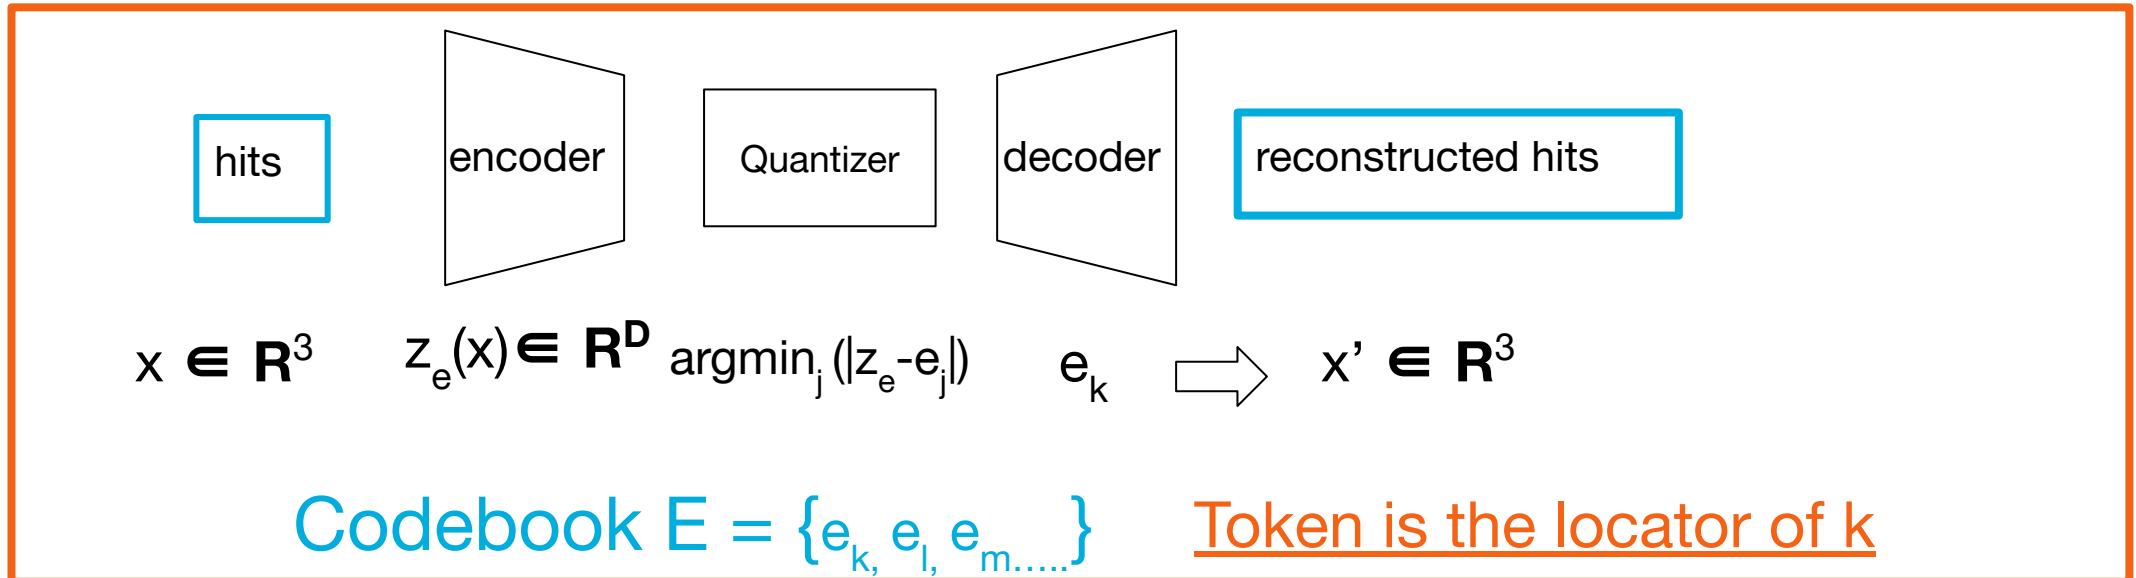 hits encoder Quantizer decoder reconstructed hits
x ∈ R³ zₑ(x) ∈ R^D argminⱼ (|zₑ-eⱼ|) eₖ x’ ∈ R³
Codebook E = {eₖ, eₗ, eₘ.....} Token is the locator of k